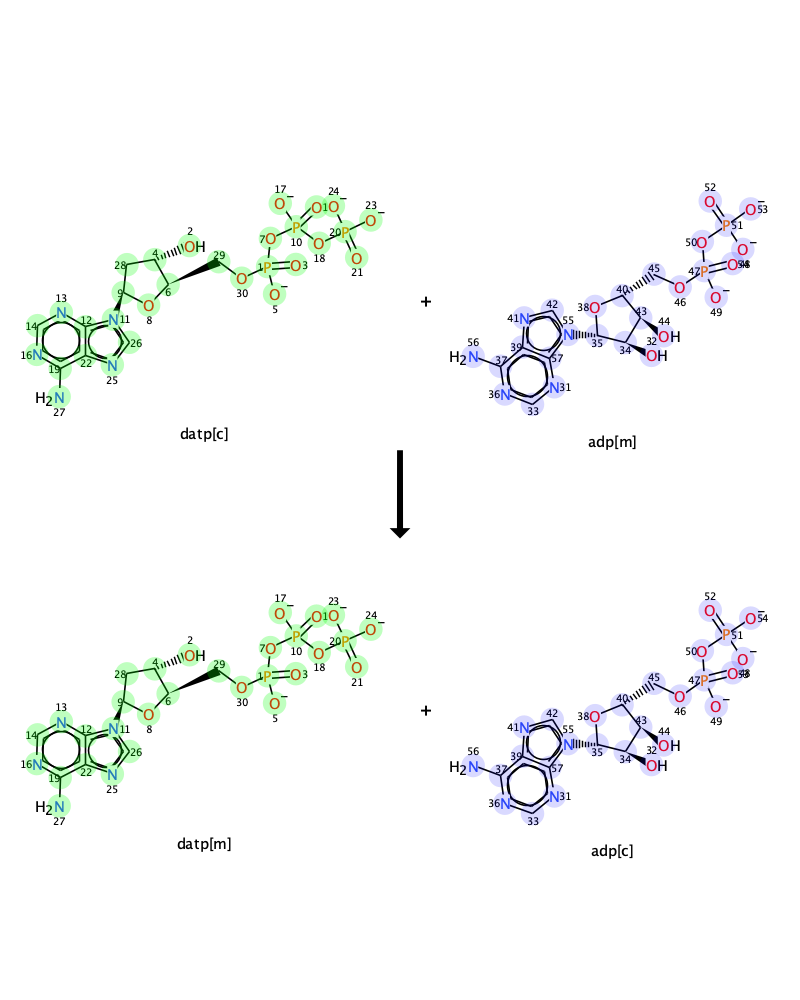 17
O−
24
O1 O−
23
O−
2
OH
P
10
20 P
O
18
O
21
7 O
29
O
30
1 P
O 3
O−
5
28
4
9
6
O
8
13
N
14
12
N 11
26
16 N
22
N
25
19
H2N
27
datp[c]
+
52
O
O− 53
P 51
50 O
O−
47 P
O
O−
49
45
O
46
40
38 O
43
44
OH
32
OH
34
35
55
N
42
41 N
39
57
56
H2N
37
N 31
36 N
33
adp[m]
17
O−
23
O1 O−
24
O−
2
OH
P
10
20 P
O
18
O
21
7 O
29
O
30
1 P
O 3
O−
5
28
4
9
6
O
8
13
N
14
12
N 11
26
16 N
22
N
25
19
H2N
27
datp[m]
+
52
O
O− 54
P 51
50 O
O−
47 P
O
O−
49
45
O
46
40
38 O
43
44
OH
32
OH
34
35
55
N
42
41 N
39
57
56
H2N
37
N 31
36 N
33
adp[c]